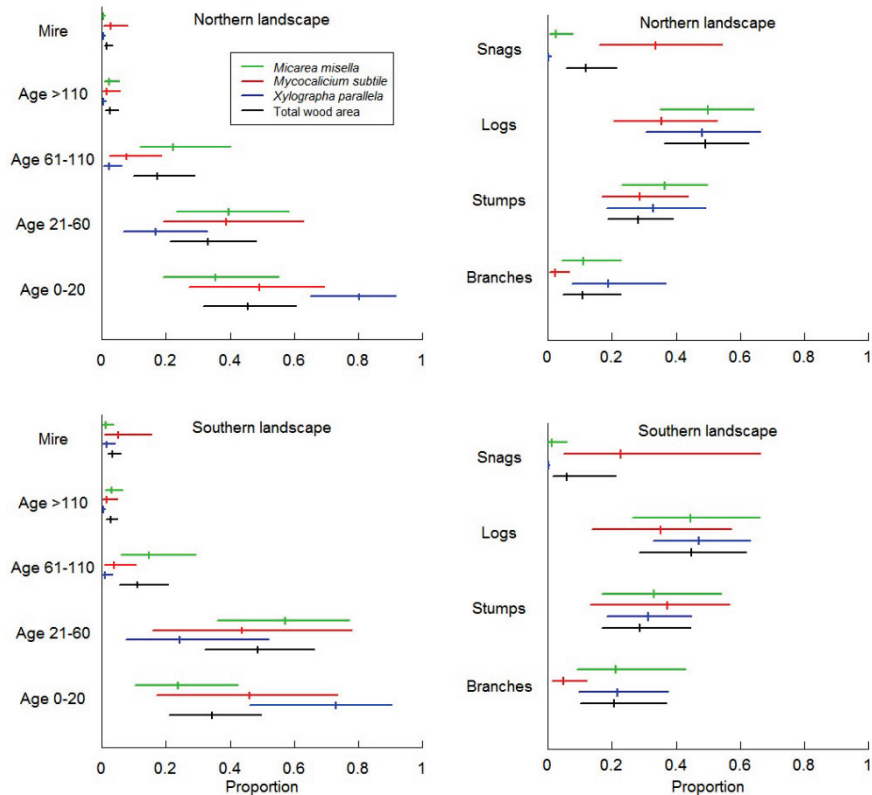 Northern landscape
Mire
Age >110
Age 61-110
Age 21-60
Age 0-20
Micarea misella
Mycocalicium subtile
Xylographa parallela
Total wood area
0 0.2 0.4 0.6 0.8 1
Northern landscape
Snags
Logs
Stumps
Branches
0 0.2 0.4 0.6 0.8 1
Southern landscape
Mire
Age >110
Age 61-110
Age 21-60
Age 0-20
0 0.2 0.4 0.6 0.8 1
Proportion
Southern landscape
Snags
Logs
Stumps
Branches
0 0.2 0.4 0.6 0.8 1
Proportion